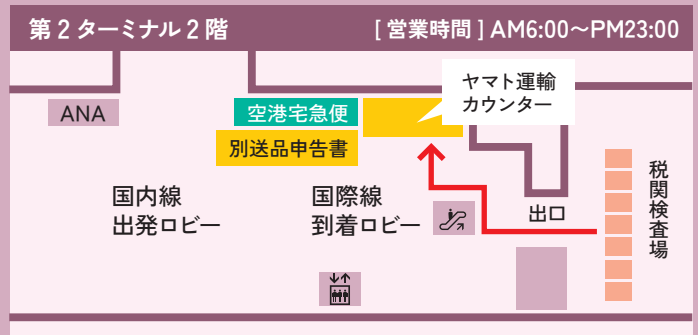 第2ターミナル2階
[ 営業時間 ] AM6:00〜PM23:00
ヤマト運輸
カウンター
ANA
空港宅急便
別送品申告書
国内線
出発ロビー
国際線
到着ロビー
出口
税関検査場